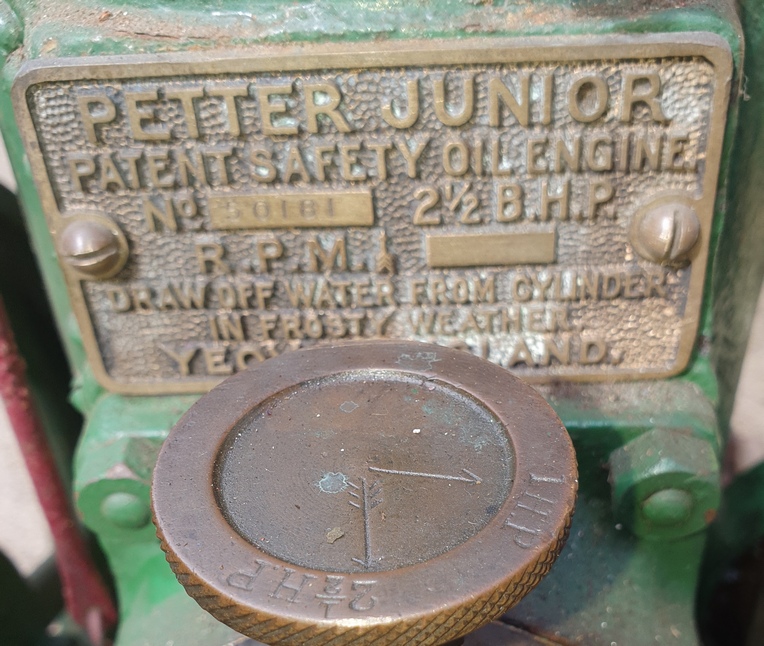 PETTER JUNIOR
PATENT SAFETY OIL ENGINE
No 2½ B.H.P.
R.P.M.
DRAW OFF WATER FROM CYLINDER
IN FROSTY WEATHER.
LAND.
1.H.P
2½ H.P